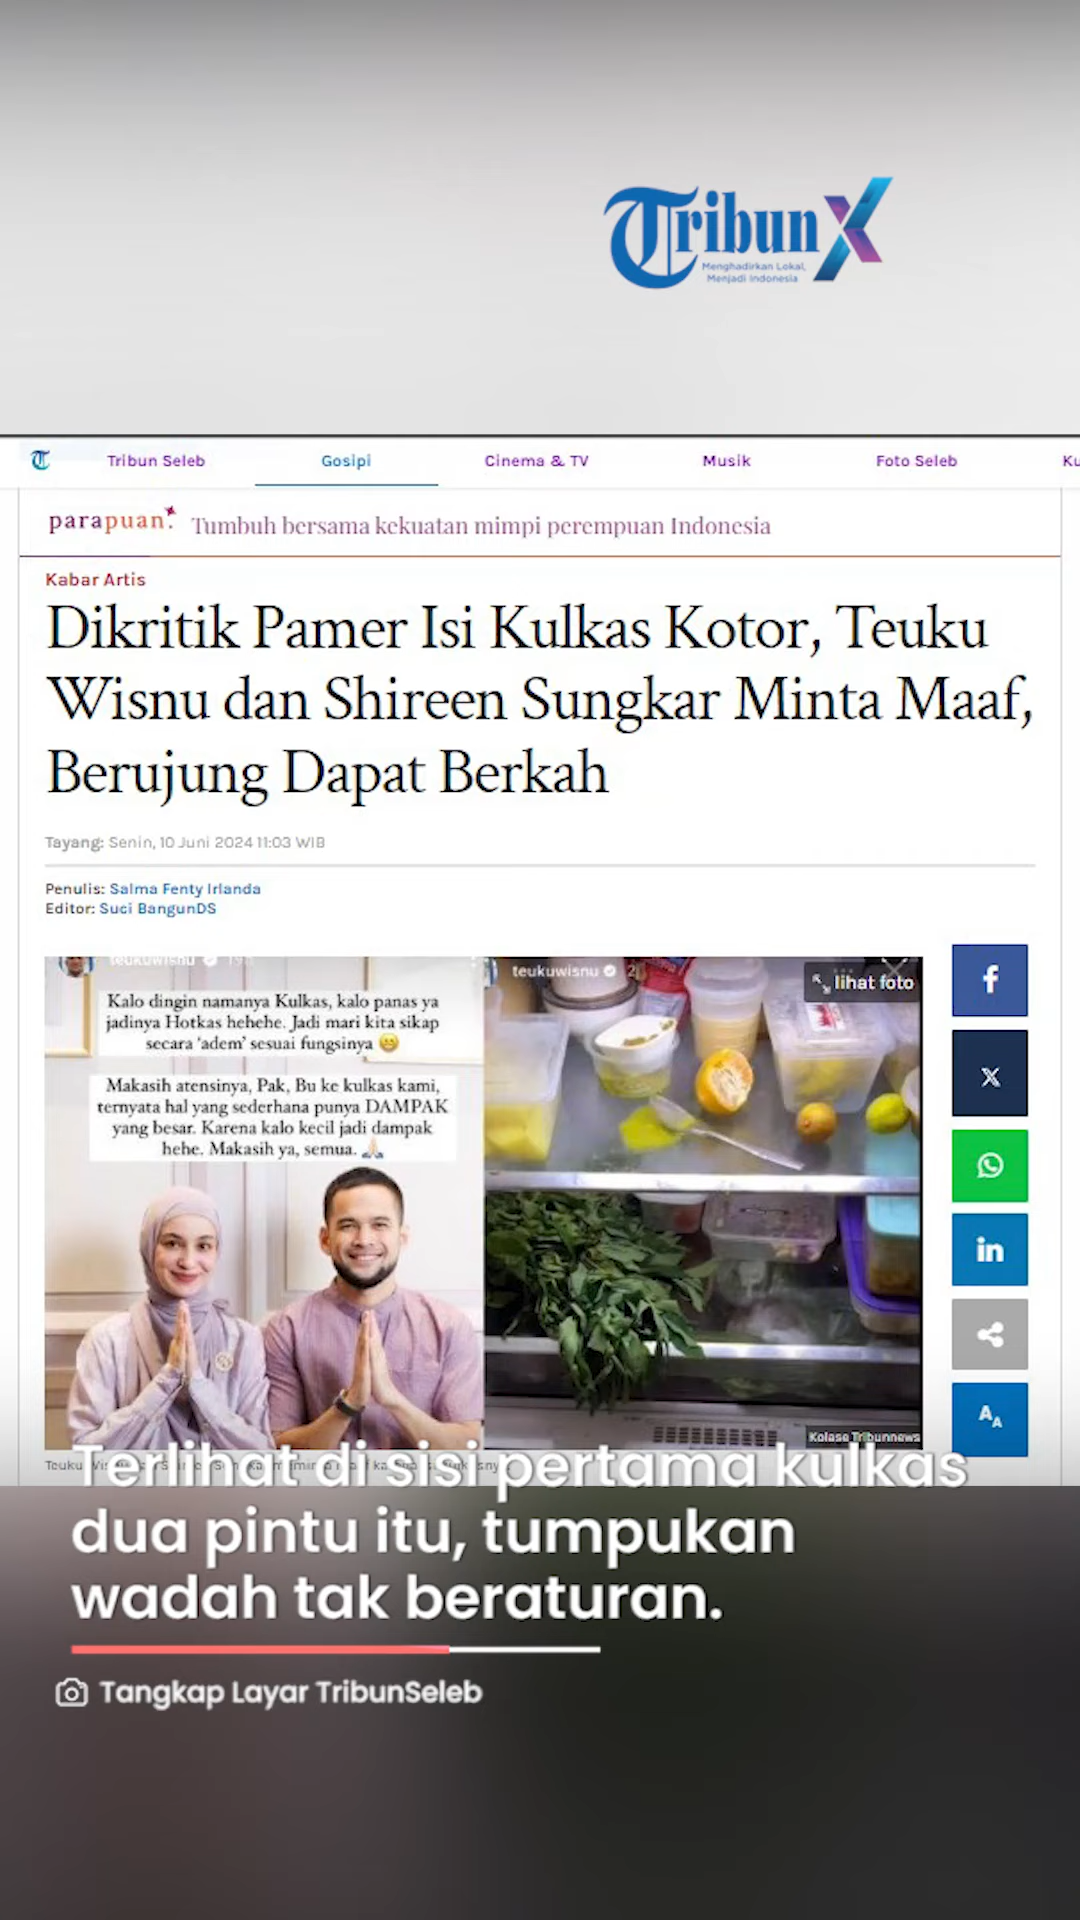 TribunX
Menghadirkan Lokal,
Menjadi Indonesia
Tribun Seleb Gosipi Cinema & TV Musik Foto Seleb Ku
parapuan. Tumbuh bersama kekuatan mimpi perempuan Indonesia
Kabar Artis
Dikritik Pamer Isi Kulkas Kotor, Teuku
Wisnu dan Shireen Sungkar Minta Maaf,
Berujung Dapat Berkah
Tayang: Senin, 10 Juni 2024 11:03 WIB
Penulis: Salma Fenty Irlanda
Editor: Suci BangunDS
teukuwisnu
Kalo dingin namanya Kulkas, kalo panas ya
jadinya Hotkas hehehe. Jadi mari kita sikap
secara 'adem' sesuai fungsinya 😁
Makasih atensinya, Pak, Bu ke kulkas kami,
ternyata hal yang sederhana punya DAMPAK
yang besar. Karena kalo kecil jadi dampak
hehe. Makasih ya, semua. 🙏🏻
teukuwisnu
lihat foto
Kolase Tribunnews
Teuku
Terlihat di sisi pertama kulkas
dua pintu itu, tumpukan
wadah tak beraturan.
Tangkap Layar TribunSeleb